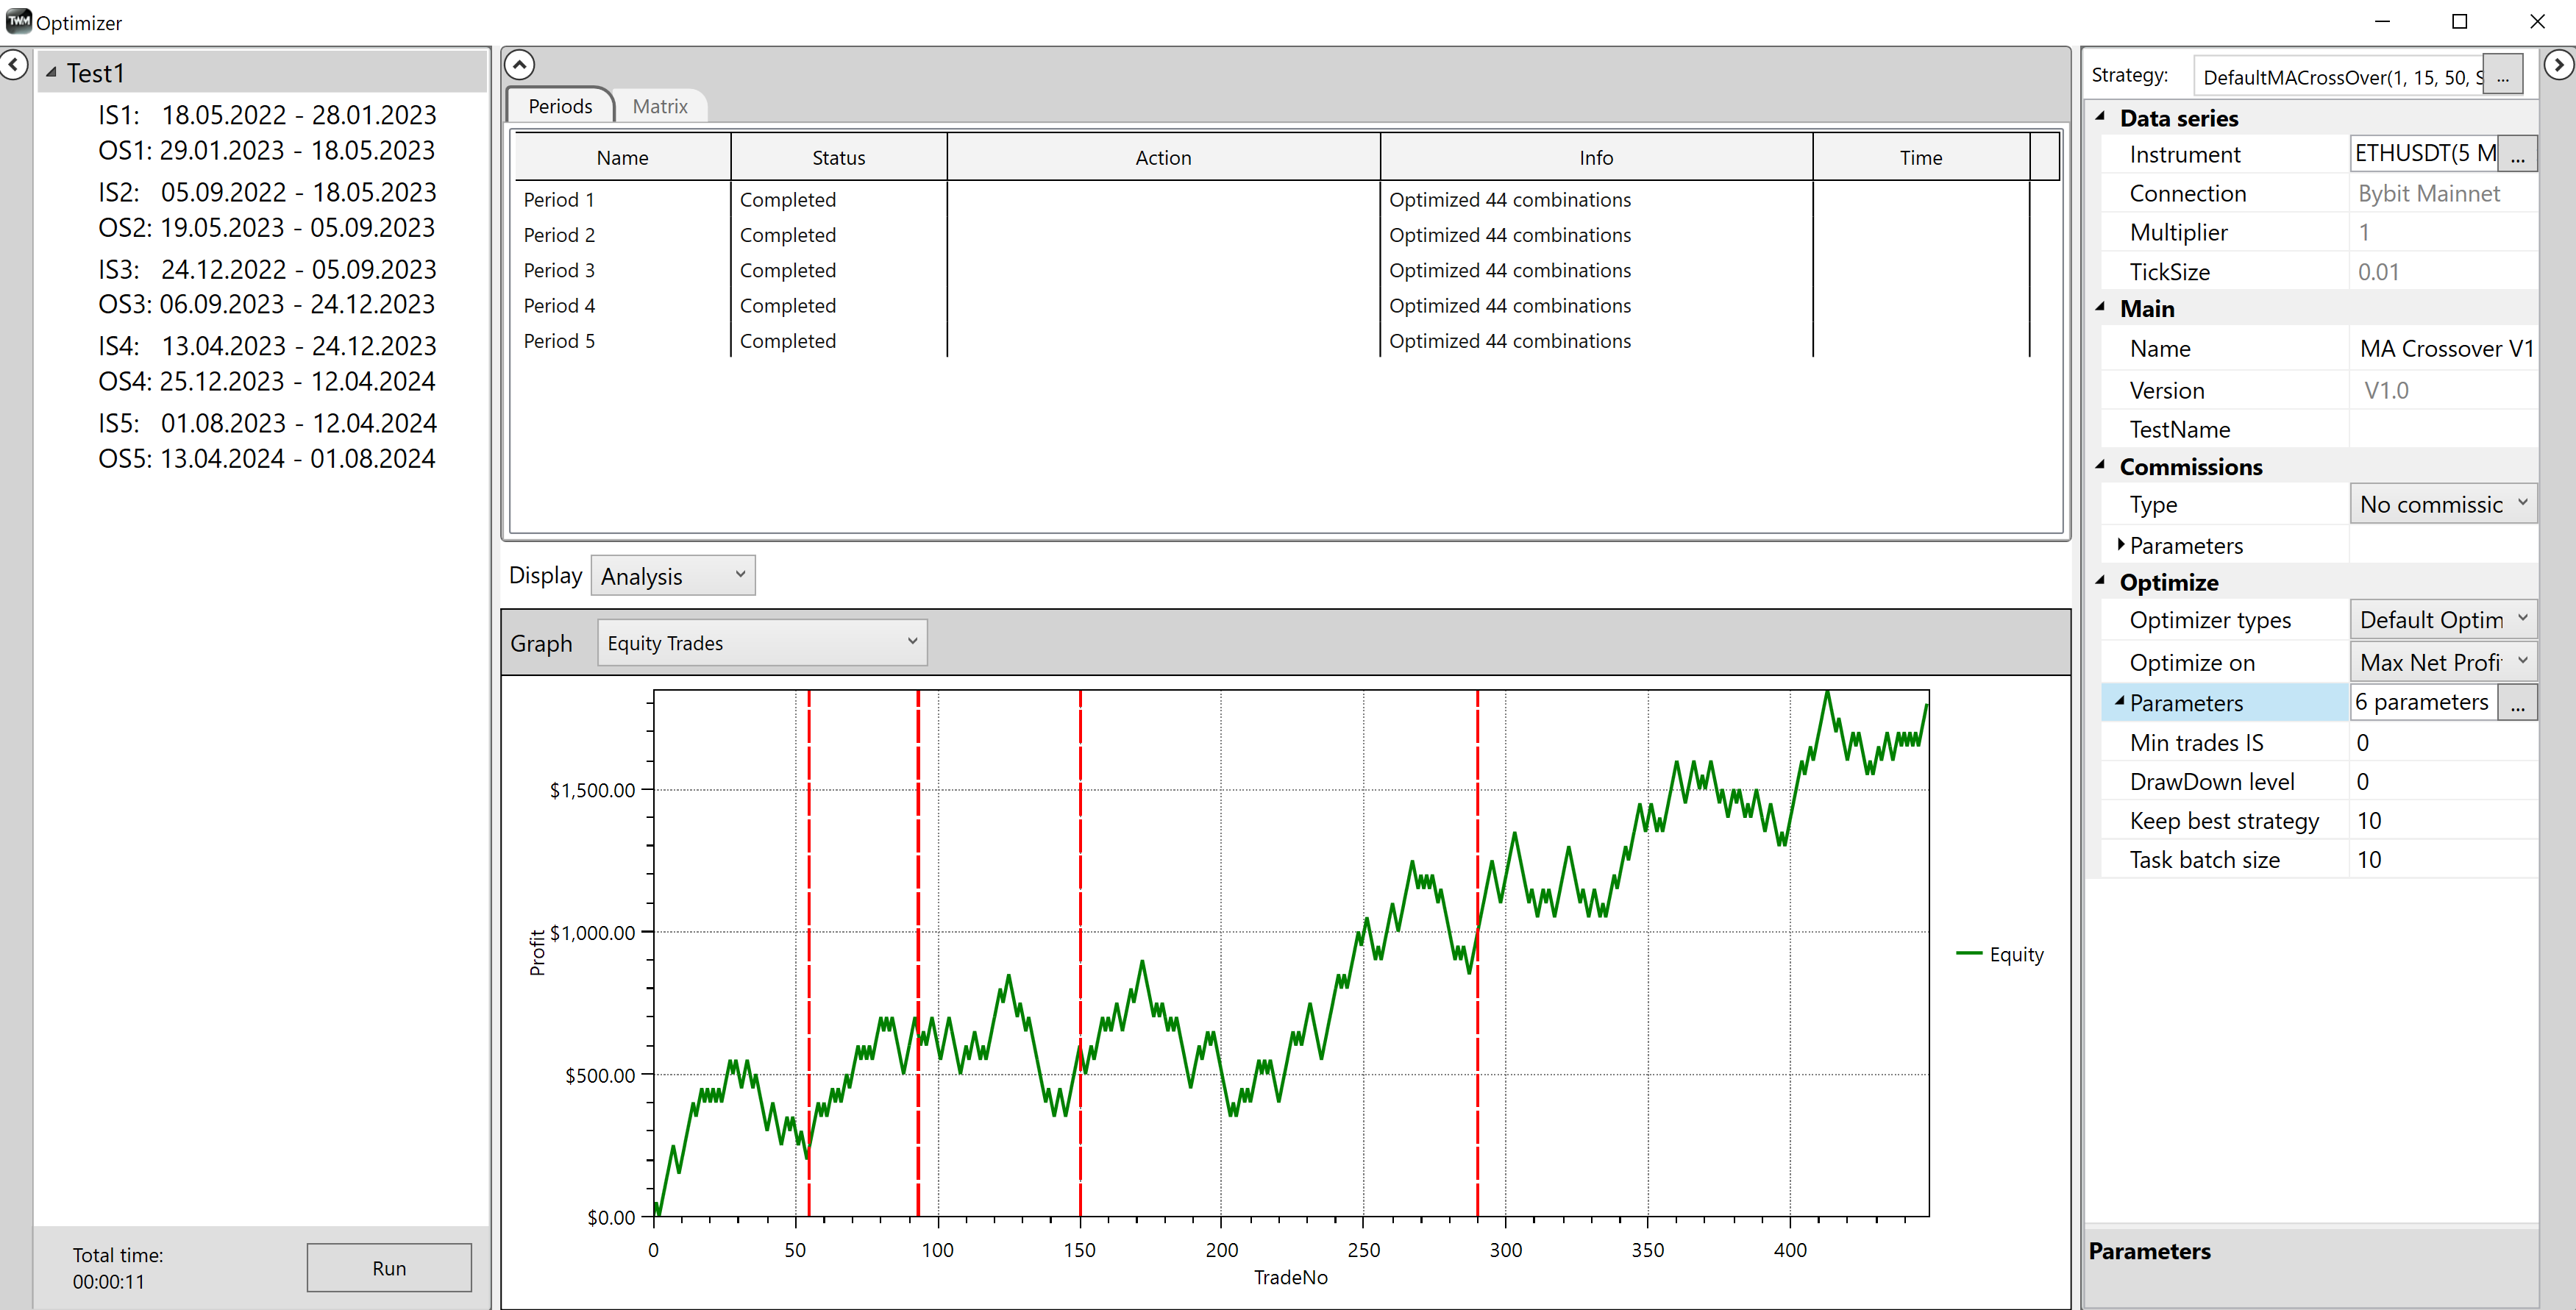 TWM Optimizer
Test1
IS1: 18.05.2022 - 28.01.2023
OS1: 29.01.2023 - 18.05.2023
IS2: 05.09.2022 - 18.05.2023
OS2: 19.05.2023 - 05.09.2023
IS3: 24.12.2022 - 05.09.2023
OS3: 06.09.2023 - 24.12.2023
IS4: 13.04.2023 - 24.12.2023
OS4: 25.12.2023 - 12.04.2024
IS5: 01.08.2023 - 12.04.2024
OS5: 13.04.2024 - 01.08.2024
Total time:
00:00:11
Run
Periods Matrix
Name Status Action Info Time
Period 1 Completed Optimized 44 combinations
Period 2 Completed Optimized 44 combinations
Period 3 Completed Optimized 44 combinations
Period 4 Completed Optimized 44 combinations
Period 5 Completed Optimized 44 combinations
Display Analysis
Graph Equity Trades
Profit
$1,500.00
$1,000.00
$500.00
$0.00
0 50 100 150 200 250 300 350 400
TradeNo
Equity
Strategy: DefaultMACrossOver(1, 15, 50, S ...
Data series
Instrument ETHUSDT(5 M ...
Connection Bybit Mainnet
Multiplier 1
TickSize 0.01
Main
Name MA Crossover V1
Version V1.0
TestName
Commissions
Type No commissic
Parameters
Optimize
Optimizer types Default Optim
Optimize on Max Net Profi
Parameters 6 parameters ...
Min trades IS 0
DrawDown level 0
Keep best strategy 10
Task batch size 10
Parameters